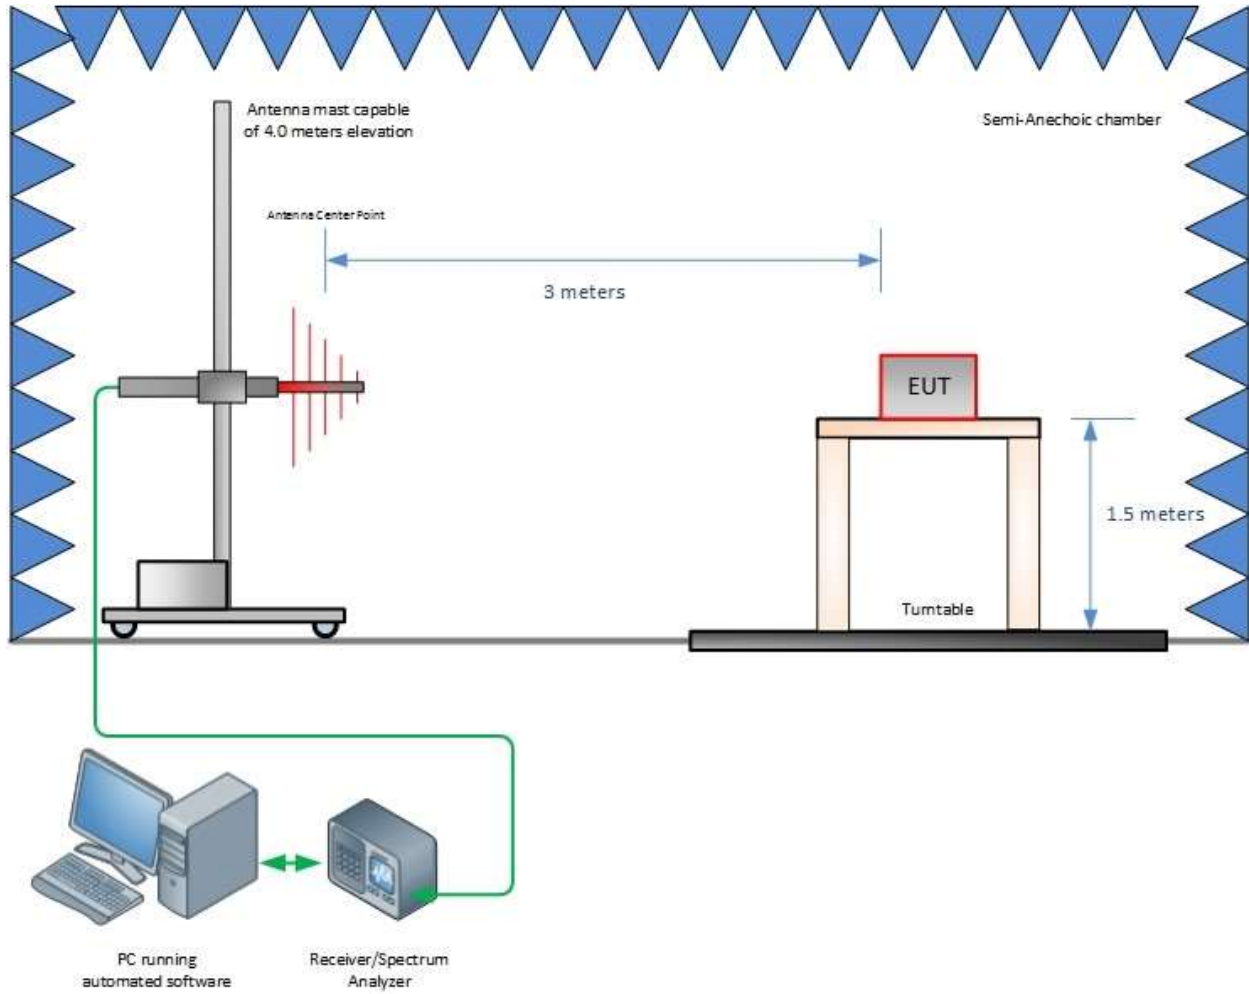 Antenna mast capable
of 4.0 meters elevation
Semi-Anechoic chamber
Antenna Center Point
3 meters
EUT
1.5 meters
Turntable
PC running
automated software
Receiver/Spectrum
Analyzer